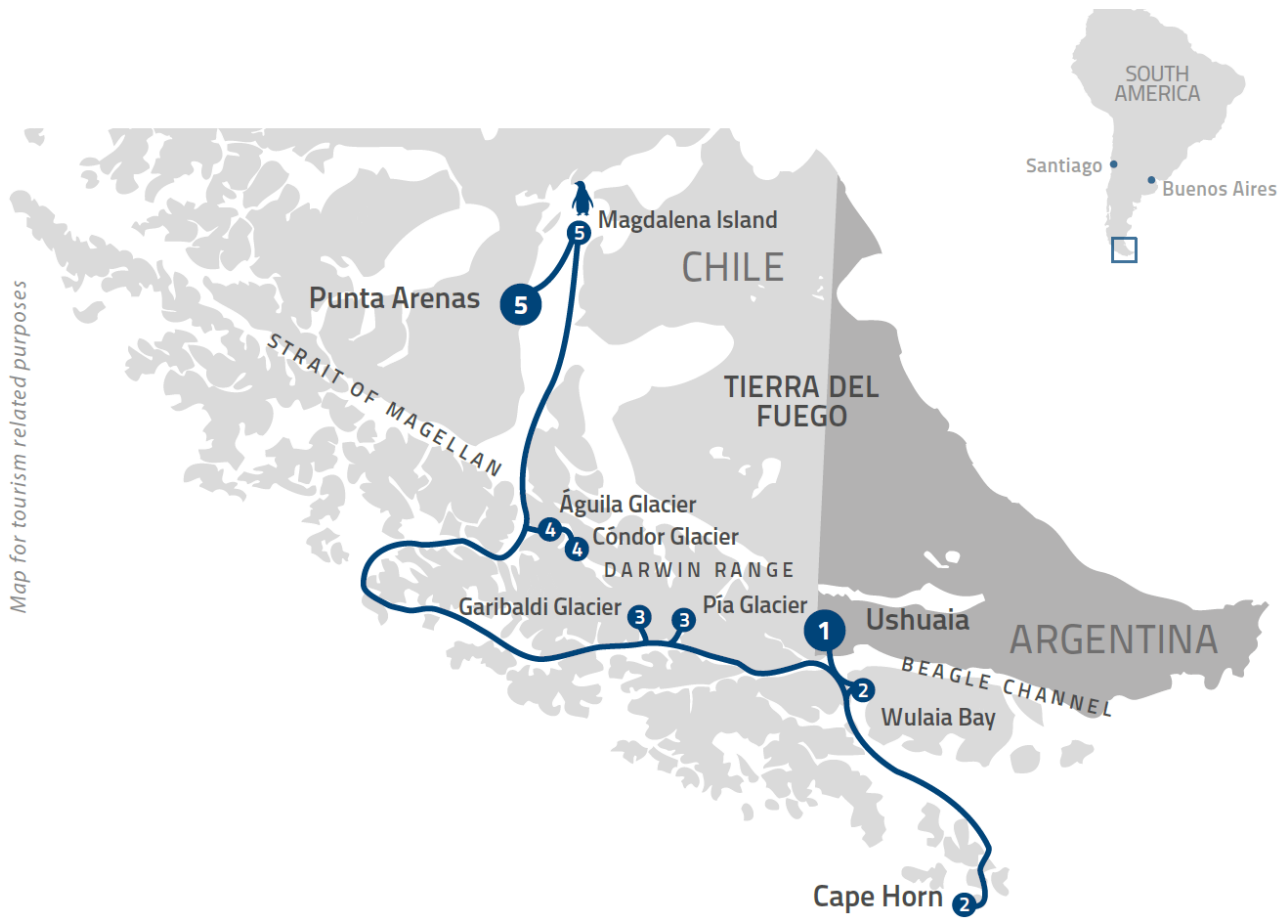 SOUTH
AMERICA
Santiago
Buenos Aires
Map for tourism related purposes
5
Magdalena Island
CHILE
Punta Arenas
5
STRAIT OF MAGELLAN
TIERRA DEL
FUEGO
Águila Glacier
4
Cóndor Glacier
4
DARWIN RANGE
Garibaldi Glacier
3
Pía Glacier
3
1
Ushuaia
ARGENTINA
BEAGLE CHANNEL
2
Wulaia Bay
Cape Horn
2